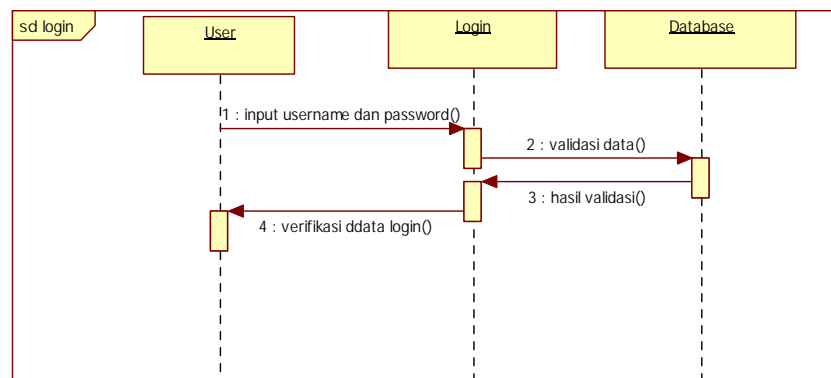 sd login
User
Login
Database
1 : input username dan password()
2 : validasi data()
3 : hasil validasi()
4 : verifikasi ddata login()